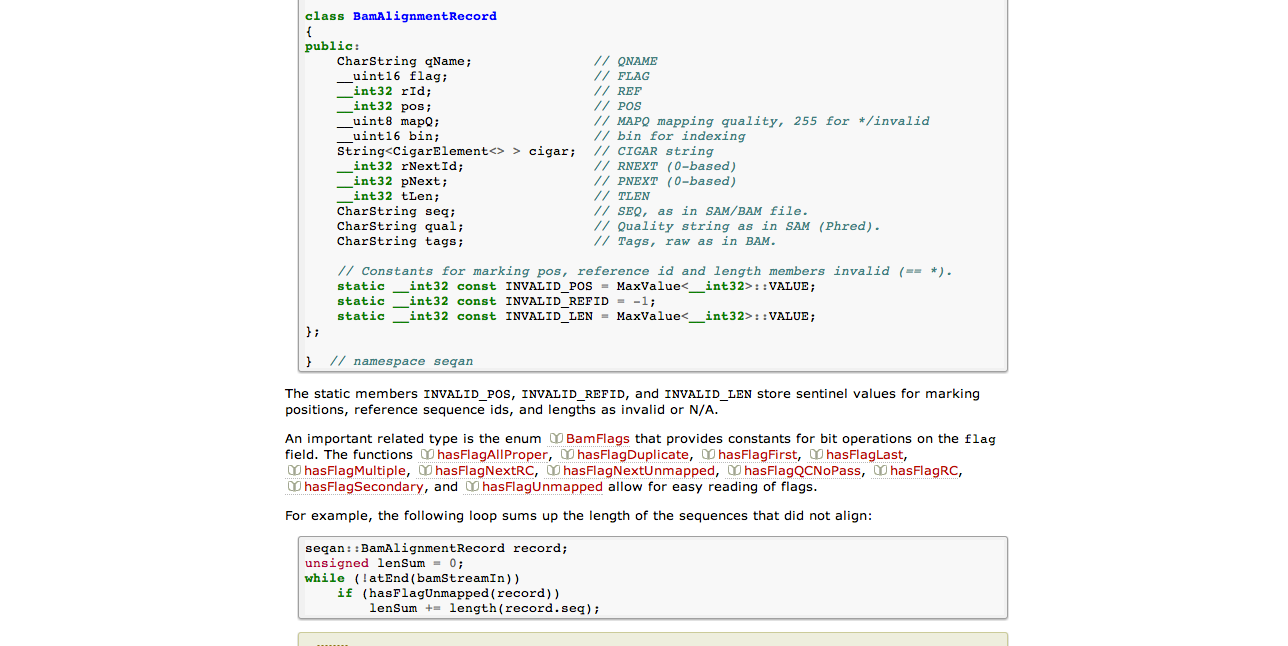 class BamAlignmentRecord
{
public:
    CharString qName;               // QNAME
    __uint16 flag;                  // FLAG
    __int32 rId;                    // REF
    __int32 pos;                    // POS
    __uint8 mapQ;                   // MAPQ mapping quality, 255 for */invalid
    __uint16 bin;                   // bin for indexing
    String<CigarElement<> > cigar;  // CIGAR string
    __int32 rNextId;                // RNEXT (0-based)
    __int32 pNext;                  // PNEXT (0-based)
    __int32 tLen;                   // TLEN
    CharString seq;                 // SEQ, as in SAM/BAM file.
    CharString qual;                // Quality string as in SAM (Phred).
    CharString tags;                // Tags, raw as in BAM.
    // Constants for marking pos, reference id and length members invalid (== *).
    static __int32 const INVALID_POS = MaxValue<__int32>::VALUE;
    static __int32 const INVALID_REFID = -1;
    static __int32 const INVALID_LEN = MaxValue<__int32>::VALUE;
};
}  // namespace seqan
The static members INVALID_POS, INVALID_REFID, and INVALID_LEN store sentinel values for marking
positions, reference sequence ids, and lengths as invalid or N/A.
An important related type is the enum BamFlags that provides constants for bit operations on the flag
field. The functions hasFlagAllProper, hasFlagDuplicate, hasFlagFirst, hasFlagLast,
hasFlagMultiple, hasFlagNextRC, hasFlagNextUnmapped, hasFlagQCNoPass, hasFlagRC,
hasFlagSecondary, and hasFlagUnmapped allow for easy reading of flags.
For example, the following loop sums up the length of the sequences that did not align:
seqan::BamAlignmentRecord record;
unsigned lenSum = 0;
while (!atEnd(bamStreamIn))
    if (hasFlagUnmapped(record))
        lenSum += length(record.seq);